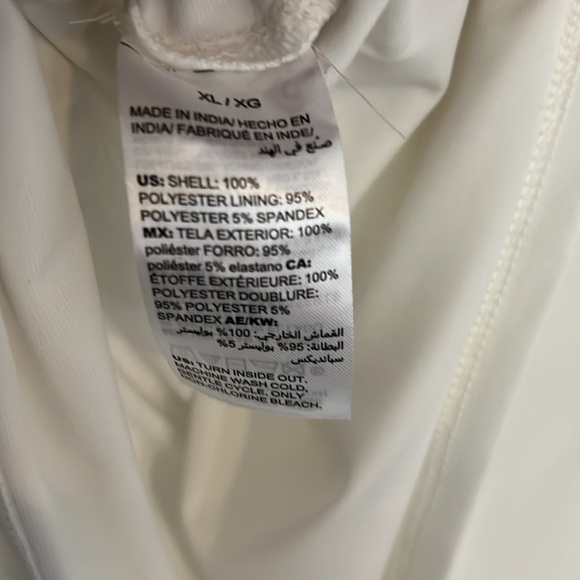 XL / XG
MADE IN INDIA/ HECHO EN
INDIA/ FABRIQUÉ EN INDE/
صنع في الهند
US: SHELL: 100%
POLYESTER LINING: 95%
POLYESTER 5% SPANDEX
MX: TELA EXTERIOR: 100%
poliéster FORRO: 95%
poliéster 5% elastano CA:
ÉTOFFE EXTÉRIEURE: 100%
POLYESTER DOUBLURE:
95% POLYESTER 5%
SPANDEX AE/KW:
القماش الخارجي: 100% بوليستر
البطانة: 95% بوليستر 5%
سبانديكس
US: TURN INSIDE OUT.
MACHINE WASH COLD,
GENTLE CYCLE. ONLY
NON-CHLORINE BLEACH.